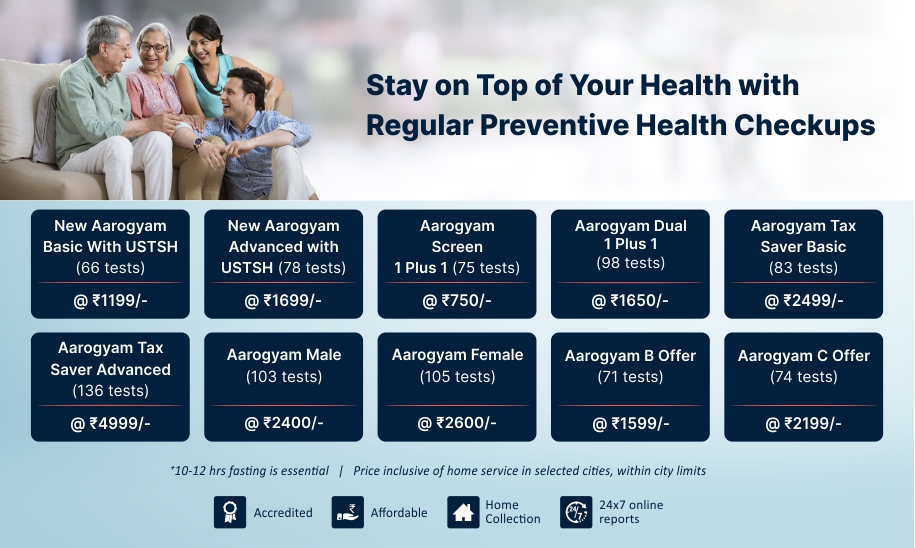 Stay on Top of Your Health with
Regular Preventive Health Checkups
New Aarogyam
Basic With USTSH
(66 tests)
@ ₹1199/-
New Aarogyam
Advanced with
USTSH (78 tests)
@ ₹1699/-
Aarogyam
Screen
1 Plus 1 (75 tests)
@ ₹750/-
Aarogyam Dual
1 Plus 1
(98 tests)
@ ₹1650/-
Aarogyam Tax
Saver Basic
(83 tests)
@ ₹2499/-
Aarogyam Tax
Saver Advanced
(136 tests)
@ ₹4999/-
Aarogyam Male
(103 tests)
@ ₹2400/-
Aarogyam Female
(105 tests)
@ ₹2600/-
Aarogyam B Offer
(71 tests)
@ ₹1599/-
Aarogyam C Offer
(74 tests)
@ ₹2199/-
*10-12 hrs fasting is essential | Price inclusive of home service in selected cities, within city limits
Accredited
₹
Affordable
Home
Collection
24/7
24x7 online
reports